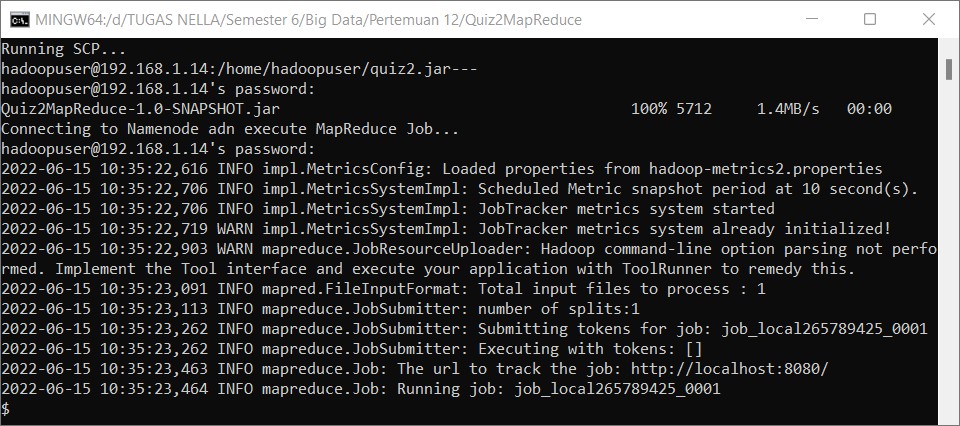 MINGW64:/d/TUGAS NELLA/Semester 6/Big Data/Pertemuan 12/Quiz2MapReduce
Running SCP...
hadoopuser@192.168.1.14:/home/hadoopuser/quiz2.jar---
hadoopuser@192.168.1.14's password:
Quiz2MapReduce-1.0-SNAPSHOT.jar 100% 5712 1.4MB/s 00:00
Connecting to Namenode adn execute MapReduce Job...
hadoopuser@192.168.1.14's password:
2022-06-15 10:35:22,616 INFO impl.MetricsConfig: Loaded properties from hadoop-metrics2.properties
2022-06-15 10:35:22,706 INFO impl.MetricsSystemImpl: Scheduled Metric snapshot period at 10 second(s).
2022-06-15 10:35:22,706 INFO impl.MetricsSystemImpl: JobTracker metrics system started
2022-06-15 10:35:22,719 WARN impl.MetricsSystemImpl: JobTracker metrics system already initialized!
2022-06-15 10:35:22,903 WARN mapreduce.JobResourceUploader: Hadoop command-line option parsing not perfo
rmed. Implement the Tool interface and execute your application with ToolRunner to remedy this.
2022-06-15 10:35:23,091 INFO mapred.FileInputFormat: Total input files to process : 1
2022-06-15 10:35:23,113 INFO mapreduce.JobSubmitter: number of splits:1
2022-06-15 10:35:23,262 INFO mapreduce.JobSubmitter: Submitting tokens for job: job_local265789425_0001
2022-06-15 10:35:23,262 INFO mapreduce.JobSubmitter: Executing with tokens: []
2022-06-15 10:35:23,463 INFO mapreduce.Job: The url to track the job: http://localhost:8080/
2022-06-15 10:35:23,464 INFO mapreduce.Job: Running job: job_local265789425_0001
$